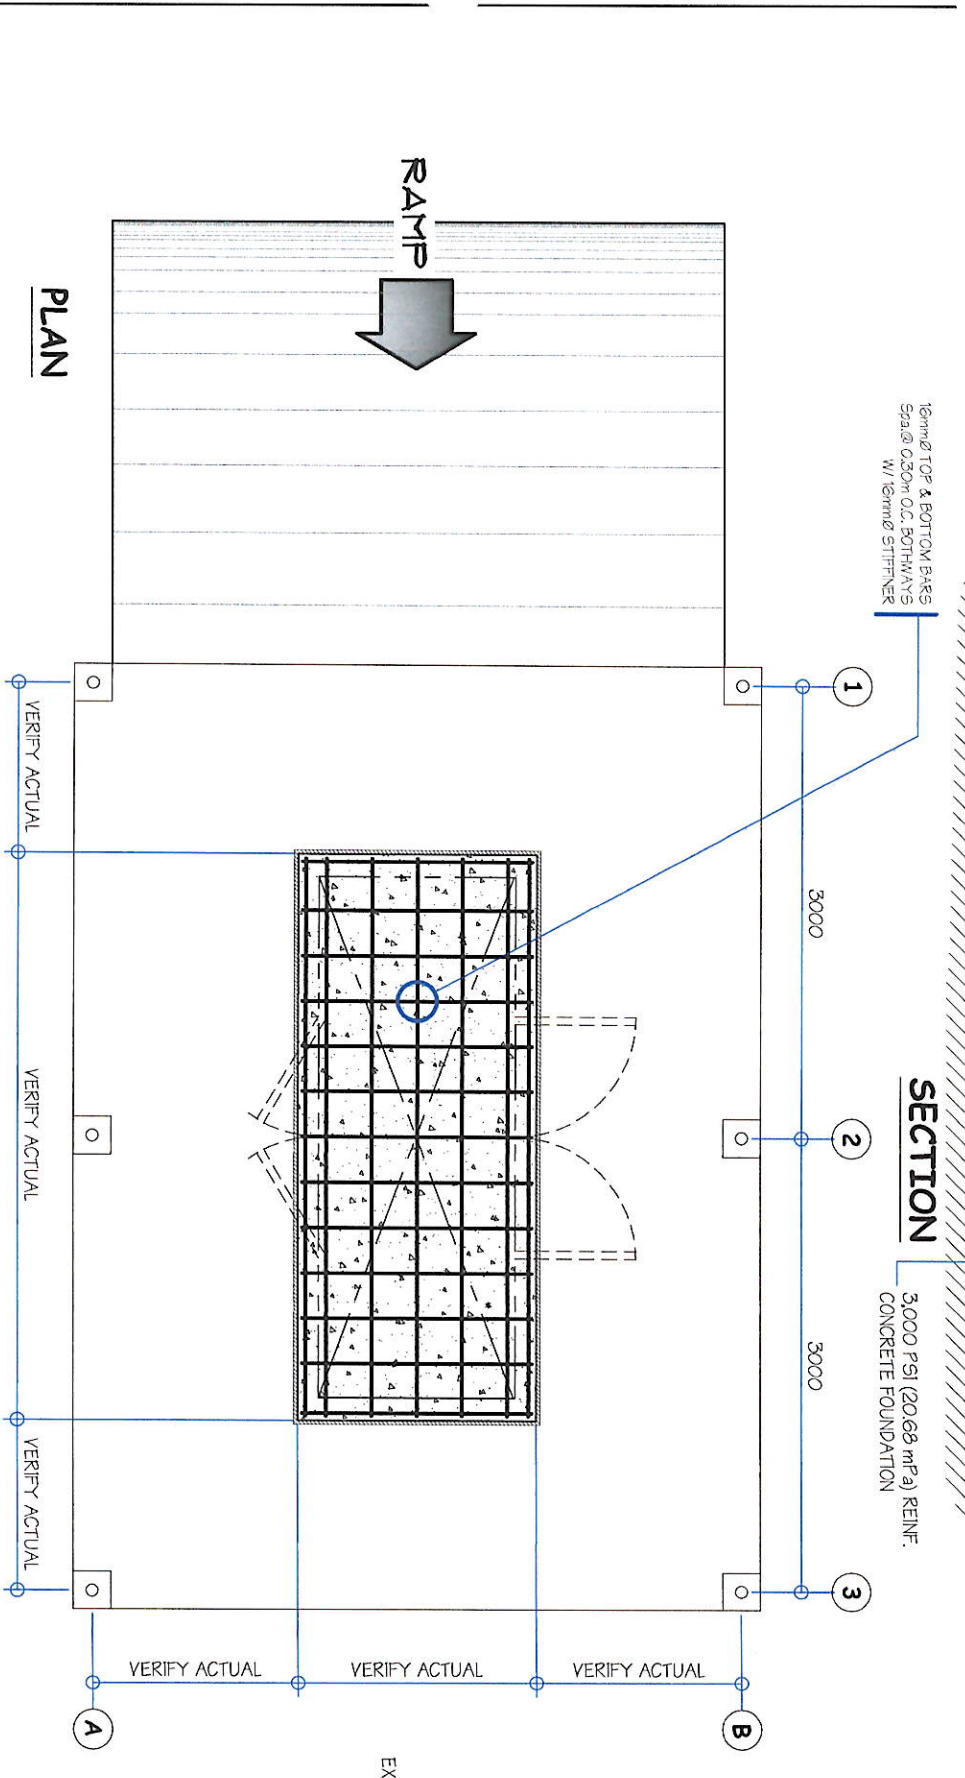 16mmØ TOP & BOTTOM BARS
Spa.@ 0.30m O.C. BOTHWAYS
W/ 16mmØ STIFFNER
SECTION
3,000 PSI (20.68 mPa) REINF.
CONCRETE FOUNDATION
1
2
3
3000
3000
RAMP
PLAN
VERIFY ACTUAL
VERIFY ACTUAL
VERIFY ACTUAL
VERIFY ACTUAL
VERIFY ACTUAL
VERIFY ACTUAL
A
B
EX